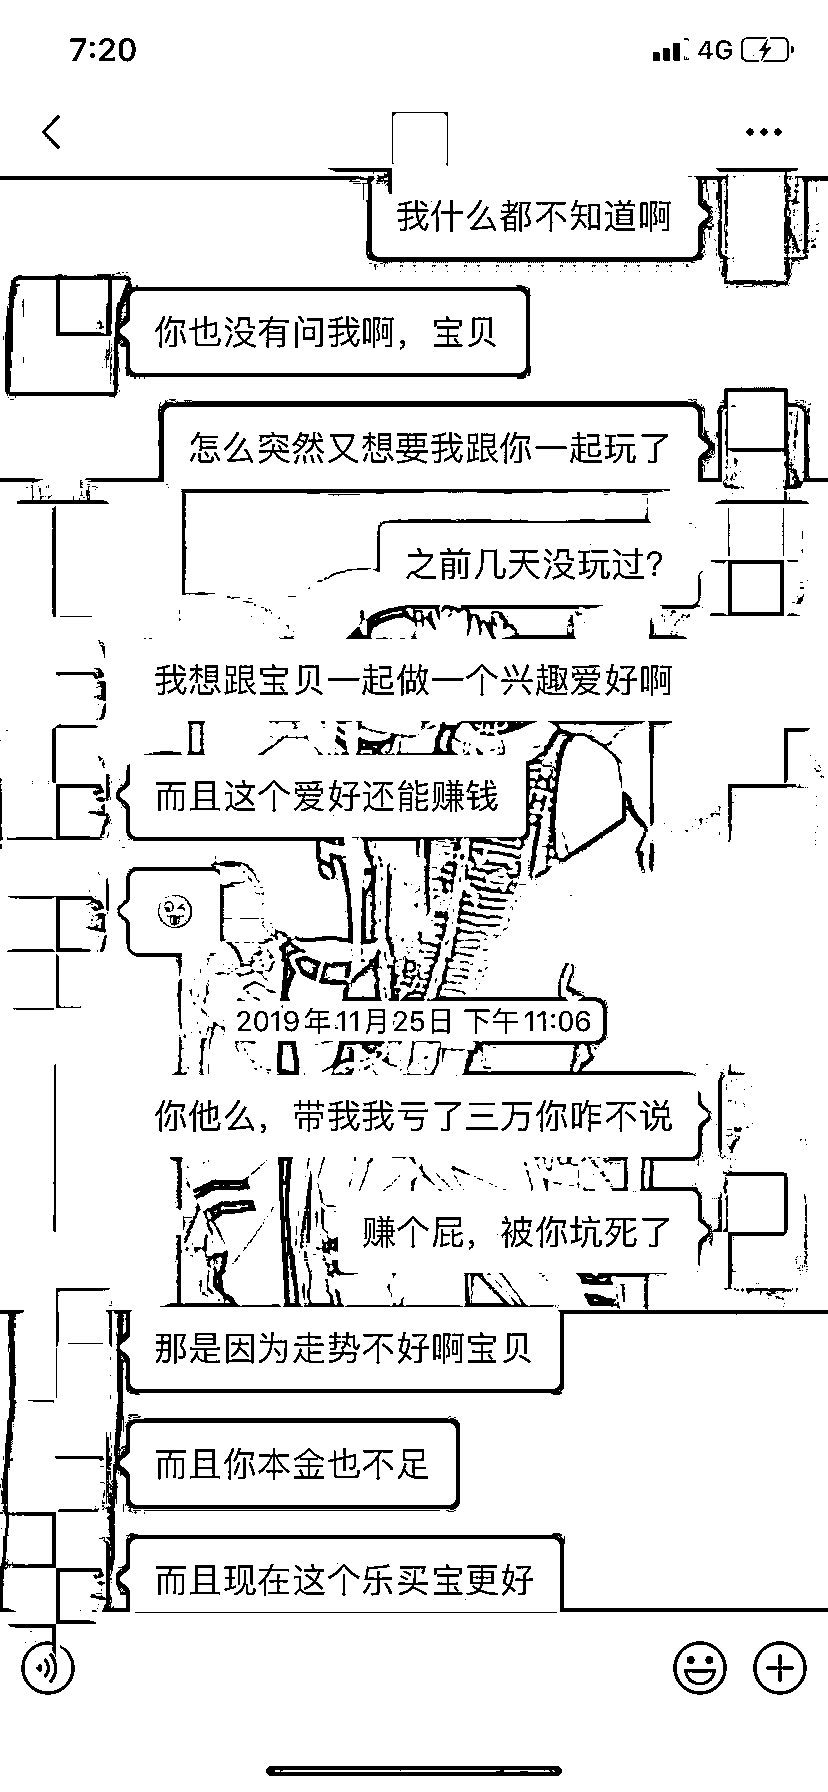 7:20
4G
我什么都不知道啊
你也没有问我啊，宝贝
怎么突然又想要我跟你一起玩了
之前几天没玩过？
我想跟宝贝一起做一个兴趣爱好啊
而且这个爱好还能赚钱
2019年11月25日 下午11:06
你他么，带我我亏了三万你咋不说
赚个屁，被你坑死了
那是因为走势不好啊宝贝
而且你本金也不足
而且现在这个乐买宝更好